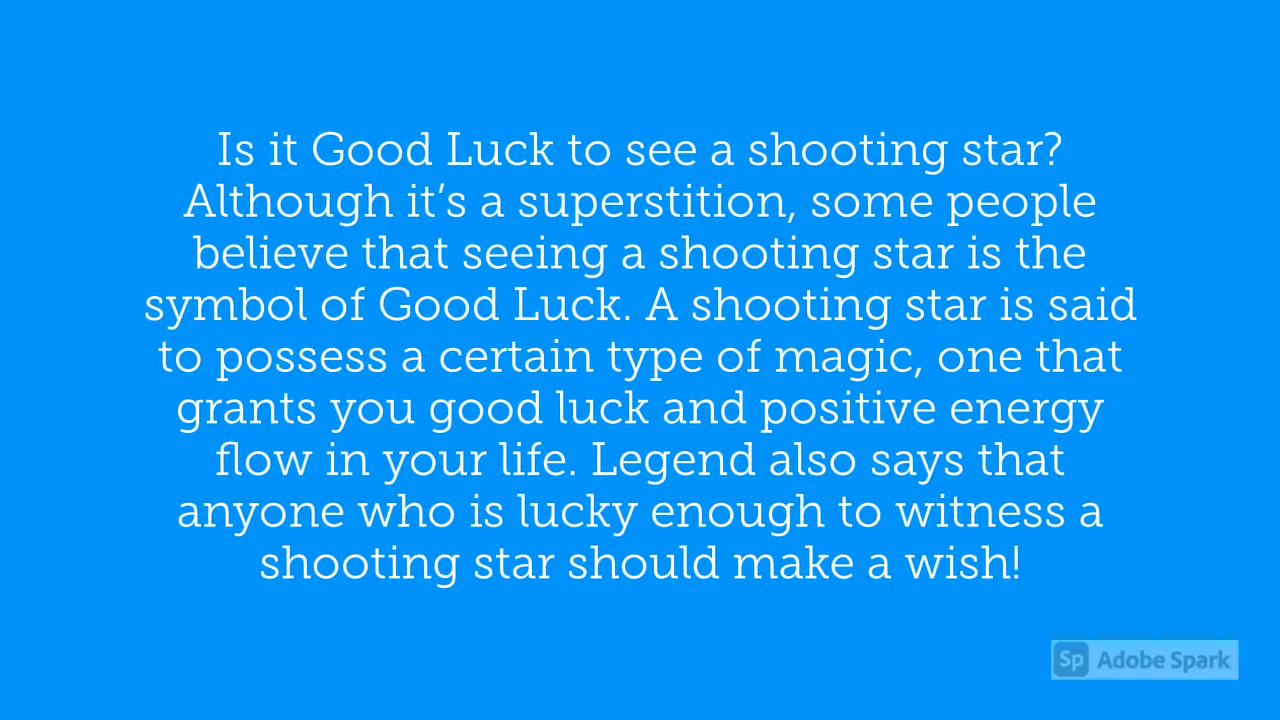 Is it Good Luck to see a shooting star?
Although it’s a superstition, some people
believe that seeing a shooting star is the
symbol of Good Luck. A shooting star is said
to possess a certain type of magic, one that
grants you good luck and positive energy
flow in your life. Legend also says that
anyone who is lucky enough to witness a
shooting star should make a wish!
Sp Adobe Spark